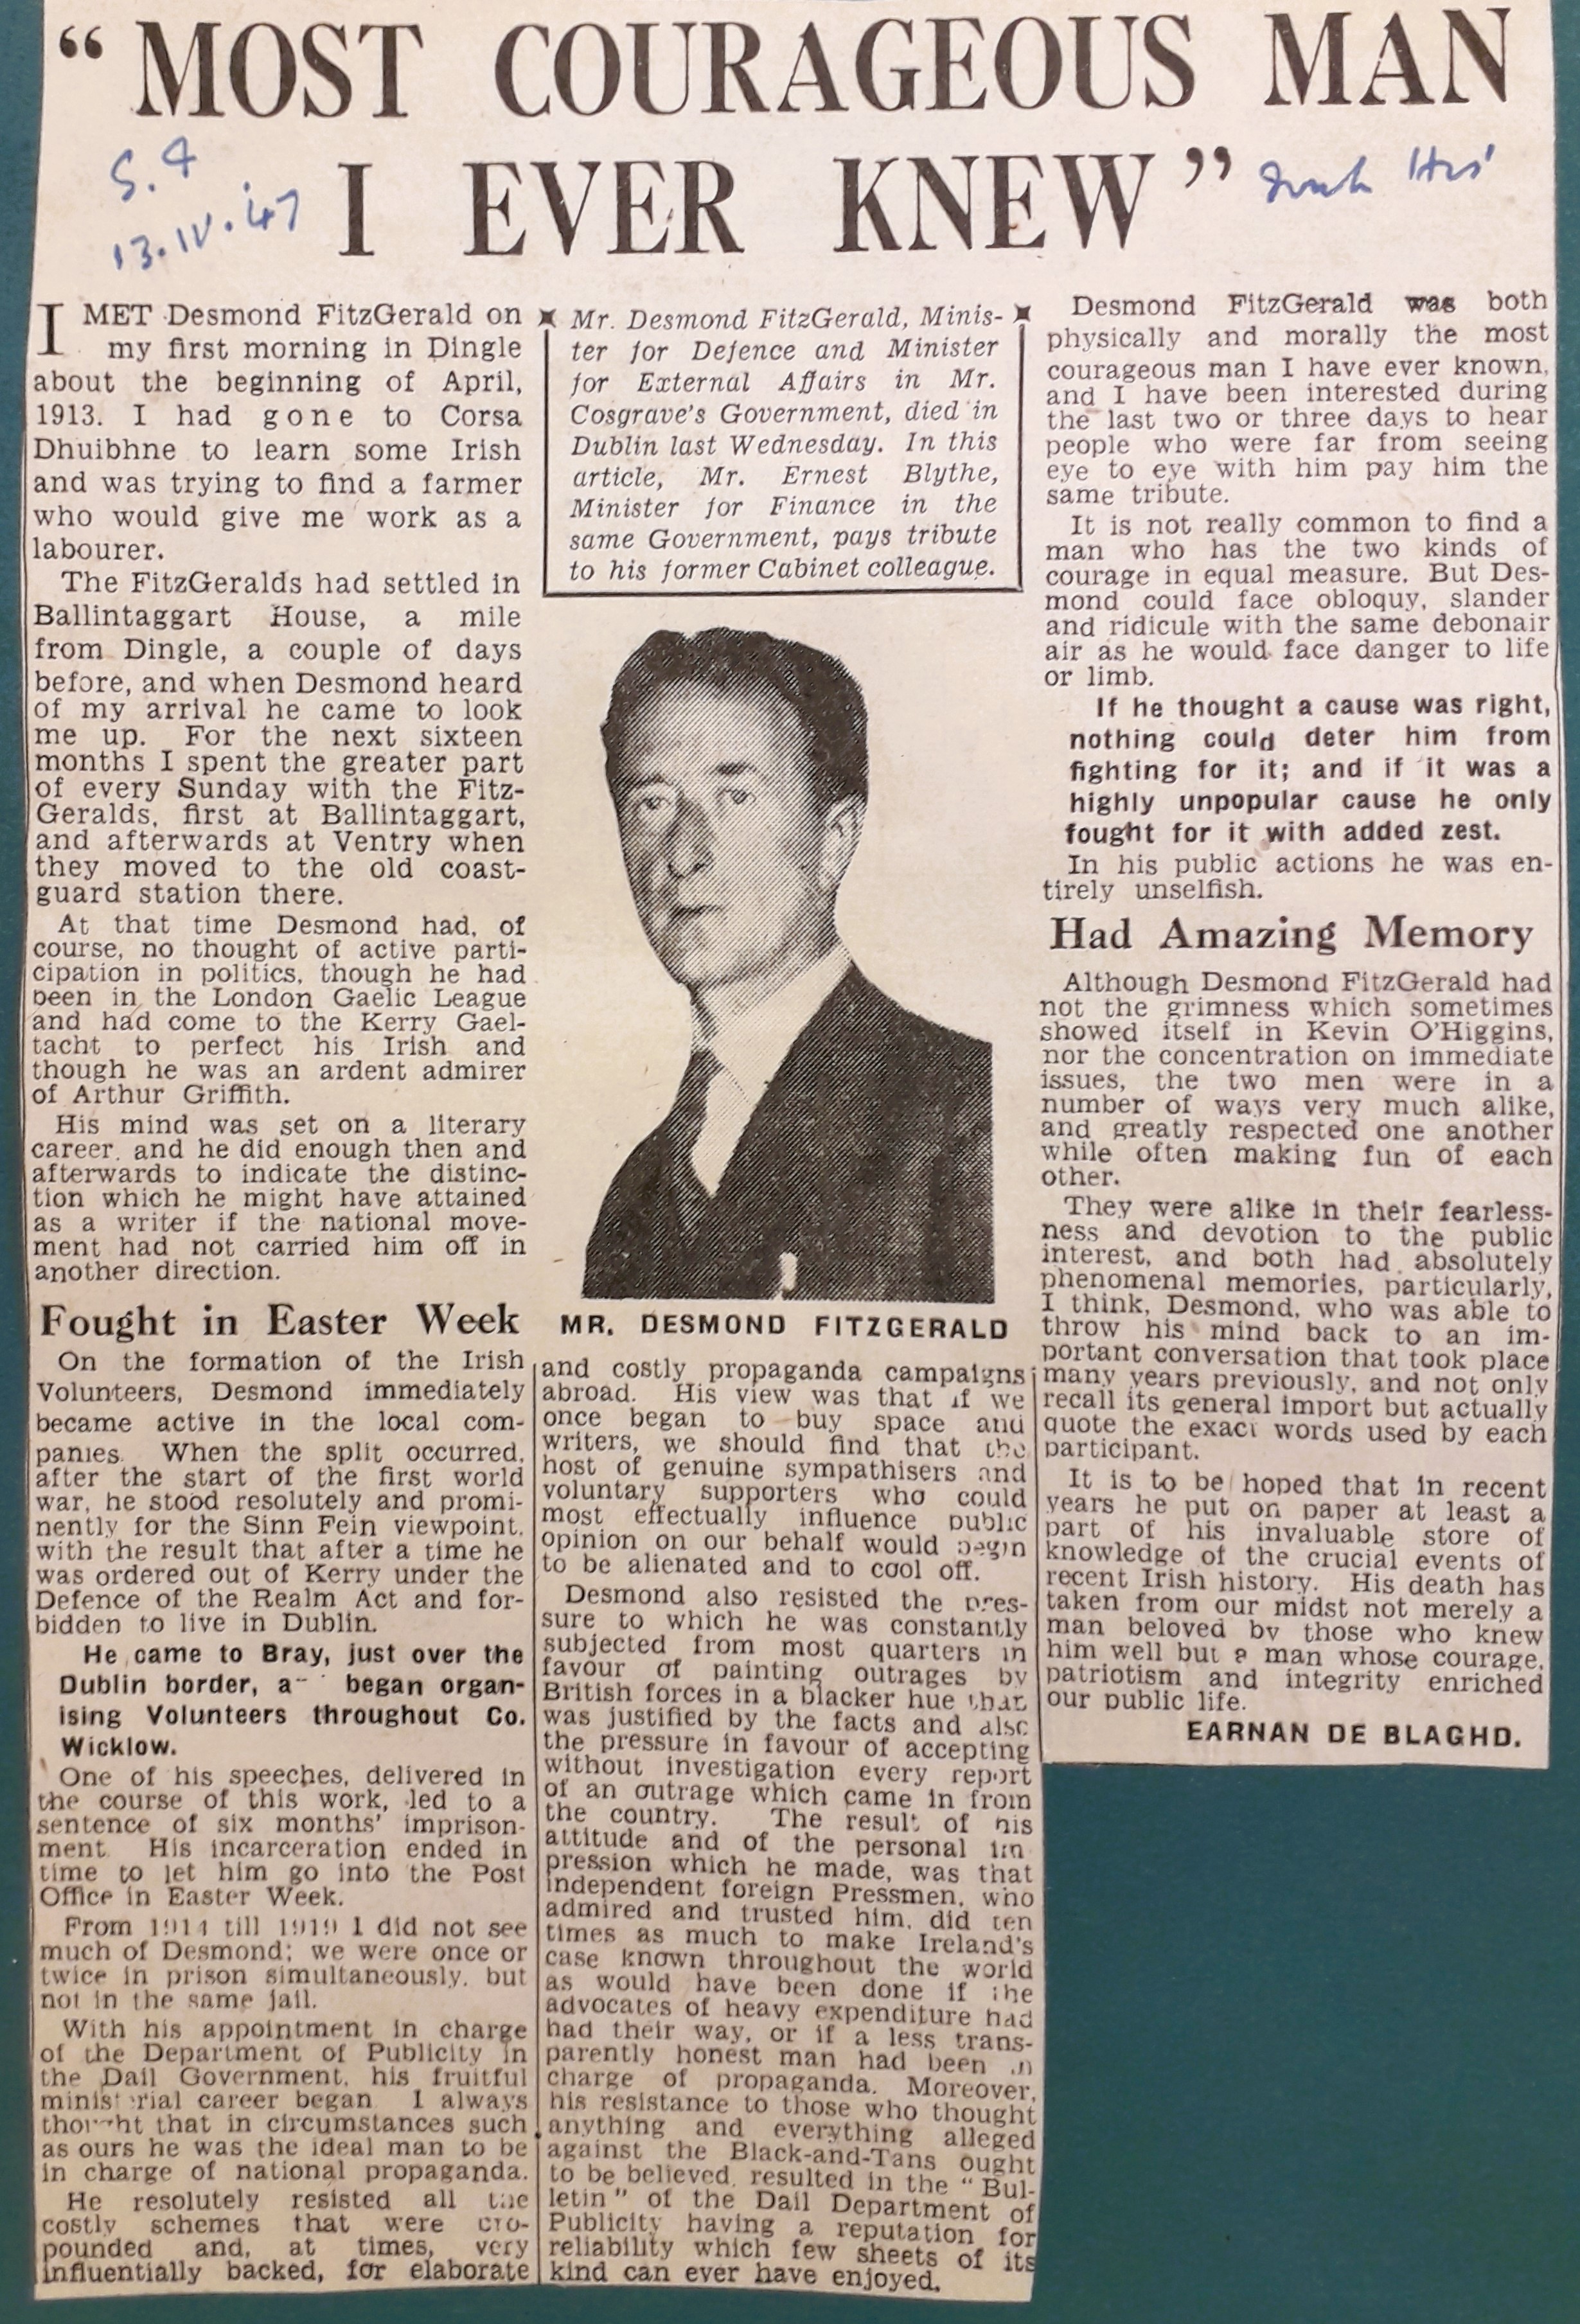 “ MOST COURAGEOUS MAN
I EVER KNEW ”
13.IV.'47
I MET Desmond FitzGerald on
my first morning in Dingle
about the beginning of April,
1913. I had gone to Corsa
Dhuibhne to learn some Irish
and was trying to find a farmer
who would give me work as a
labourer.
The FitzGeralds had settled in
Ballintaggart House, a mile
from Dingle, a couple of days
before, and when Desmond heard
of my arrival he came to look
me up. For the next sixteen
months I spent the greater part
of every Sunday with the Fitz-
Geralds, first at Ballintaggart,
and afterwards at Ventry when
they moved to the old coast-
guard station there.
At that time Desmond had, of
course, no thought of active parti-
cipation in politics, though he had
been in the London Gaelic League
and had come to the Kerry Gael-
tacht to perfect his Irish and
though he was an ardent admirer
of Arthur Griffith.
His mind was set on a literary
career, and he did enough then and
afterwards to indicate the distinc-
tion which he might have attained
as a writer if the national move-
ment had not carried him off in
another direction.
Fought in Easter Week
On the formation of the Irish
Volunteers, Desmond immediately
became active in the local com-
panies. When the split occurred,
after the start of the first world
war, he stood resolutely and promi-
nently for the Sinn Fein viewpoint,
with the result that after a time he
was ordered out of Kerry under the
Defence of the Realm Act and for-
bidden to live in Dublin.
He came to Bray, just over the
Dublin border, a- began organ-
ising Volunteers throughout Co.
Wicklow.
One of his speeches, delivered in
the course of this work, led to a
sentence of six months' imprison-
ment. His incarceration ended in
time to let him go into the Post
Office in Easter Week.
From 1914 till 1919 I did not see
much of Desmond; we were once or
twice in prison simultaneously, but
not in the same jail.
With his appointment in charge
of the Department of Publicity in
the Dail Government, his fruitful
ministerial career began. I always
thought that in circumstances such
as ours he was the ideal man to be
in charge of national propaganda.
He resolutely resisted all the
costly schemes that were pro-
pounded and, at times, very
influentially backed, for elaborate
Mr. Desmond FitzGerald, Minis-
ter for Defence and Minister
for External Affairs in Mr.
Cosgrave's Government, died in
Dublin last Wednesday. In this
article, Mr. Ernest Blythe,
Minister for Finance in the
same Government, pays tribute
to his former Cabinet colleague.
MR. DESMOND FITZGERALD
and costly propaganda campaigns
abroad. His view was that if we
once began to buy space and
writers, we should find that the
host of genuine sympathisers and
voluntary supporters who could
most effectually influence public
opinion on our behalf would begin
to be alienated and to cool off.
Desmond also resisted the pres-
sure to which he was constantly
subjected from most quarters in
favour of painting outrages by
British forces in a blacker hue than
was justified by the facts and also
the pressure in favour of accepting
without investigation every report
of an outrage which came in from
the country. The result of his
attitude and of the personal im
pression which he made, was that
independent foreign Pressmen, who
admired and trusted him, did ten
times as much to make Ireland's
case known throughout the world
as would have been done if the
advocates of heavy expenditure had
had their way, or if a less trans-
parently honest man had been in
charge of propaganda. Moreover,
his resistance to those who thought
anything and everything alleged
against the Black-and-Tans ought
to be believed, resulted in the “ Bul-
letin ” of the Dail Department of
Publicity having a reputation for
reliability which few sheets of its
kind can ever have enjoyed.
Desmond FitzGerald was both
physically and morally the most
courageous man I have ever known,
and I have been interested during
the last two or three days to hear
people who were far from seeing
eye to eye with him pay him the
same tribute.
It is not really common to find a
man who has the two kinds of
courage in equal measure. But Des-
mond could face obloquy, slander
and ridicule with the same debonair
air as he would face danger to life
or limb.
If he thought a cause was right,
nothing could deter him from
fighting for it; and if it was a
highly unpopular cause he only
fought for it with added zest.
In his public actions he was en-
tirely unselfish.
Had Amazing Memory
Although Desmond FitzGerald had
not the grimness which sometimes
showed itself in Kevin O'Higgins,
nor the concentration on immediate
issues, the two men were in a
number of ways very much alike,
and greatly respected one another
while often making fun of each
other.
They were alike in their fearless-
ness and devotion to the public
interest, and both had absolutely
phenomenal memories, particularly,
I think, Desmond, who was able to
throw his mind back to an im-
portant conversation that took place
many years previously, and not only
recall its general import but actually
quote the exact words used by each
participant.
It is to be hoped that in recent
years he put on paper at least a
part of his invaluable store of
knowledge of the crucial events of
recent Irish history. His death has
taken from our midst not merely a
man beloved by those who knew
him well but a man whose courage,
patriotism and integrity enriched
our public life.
EARNAN DE BLAGHD.